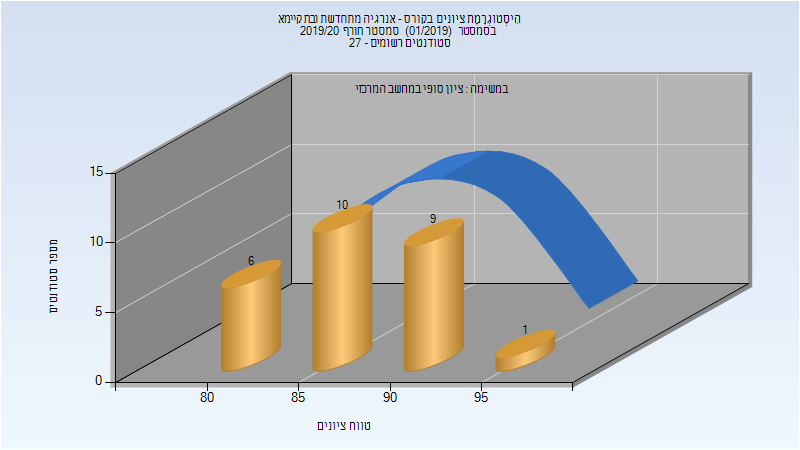 היסטוגרמת ציונים בקורס - אנרגיה מתחדשת ובת קיימא
בסמסטר (01/2019) סמסטר חורף 2019/20
סטודנטים רשומים - 27
במשימה : ציון סופי במחשב המרכזי
מספר סטודנטים
15
10
5
0
6
10
9
1
80
85
90
95
טווח ציונים